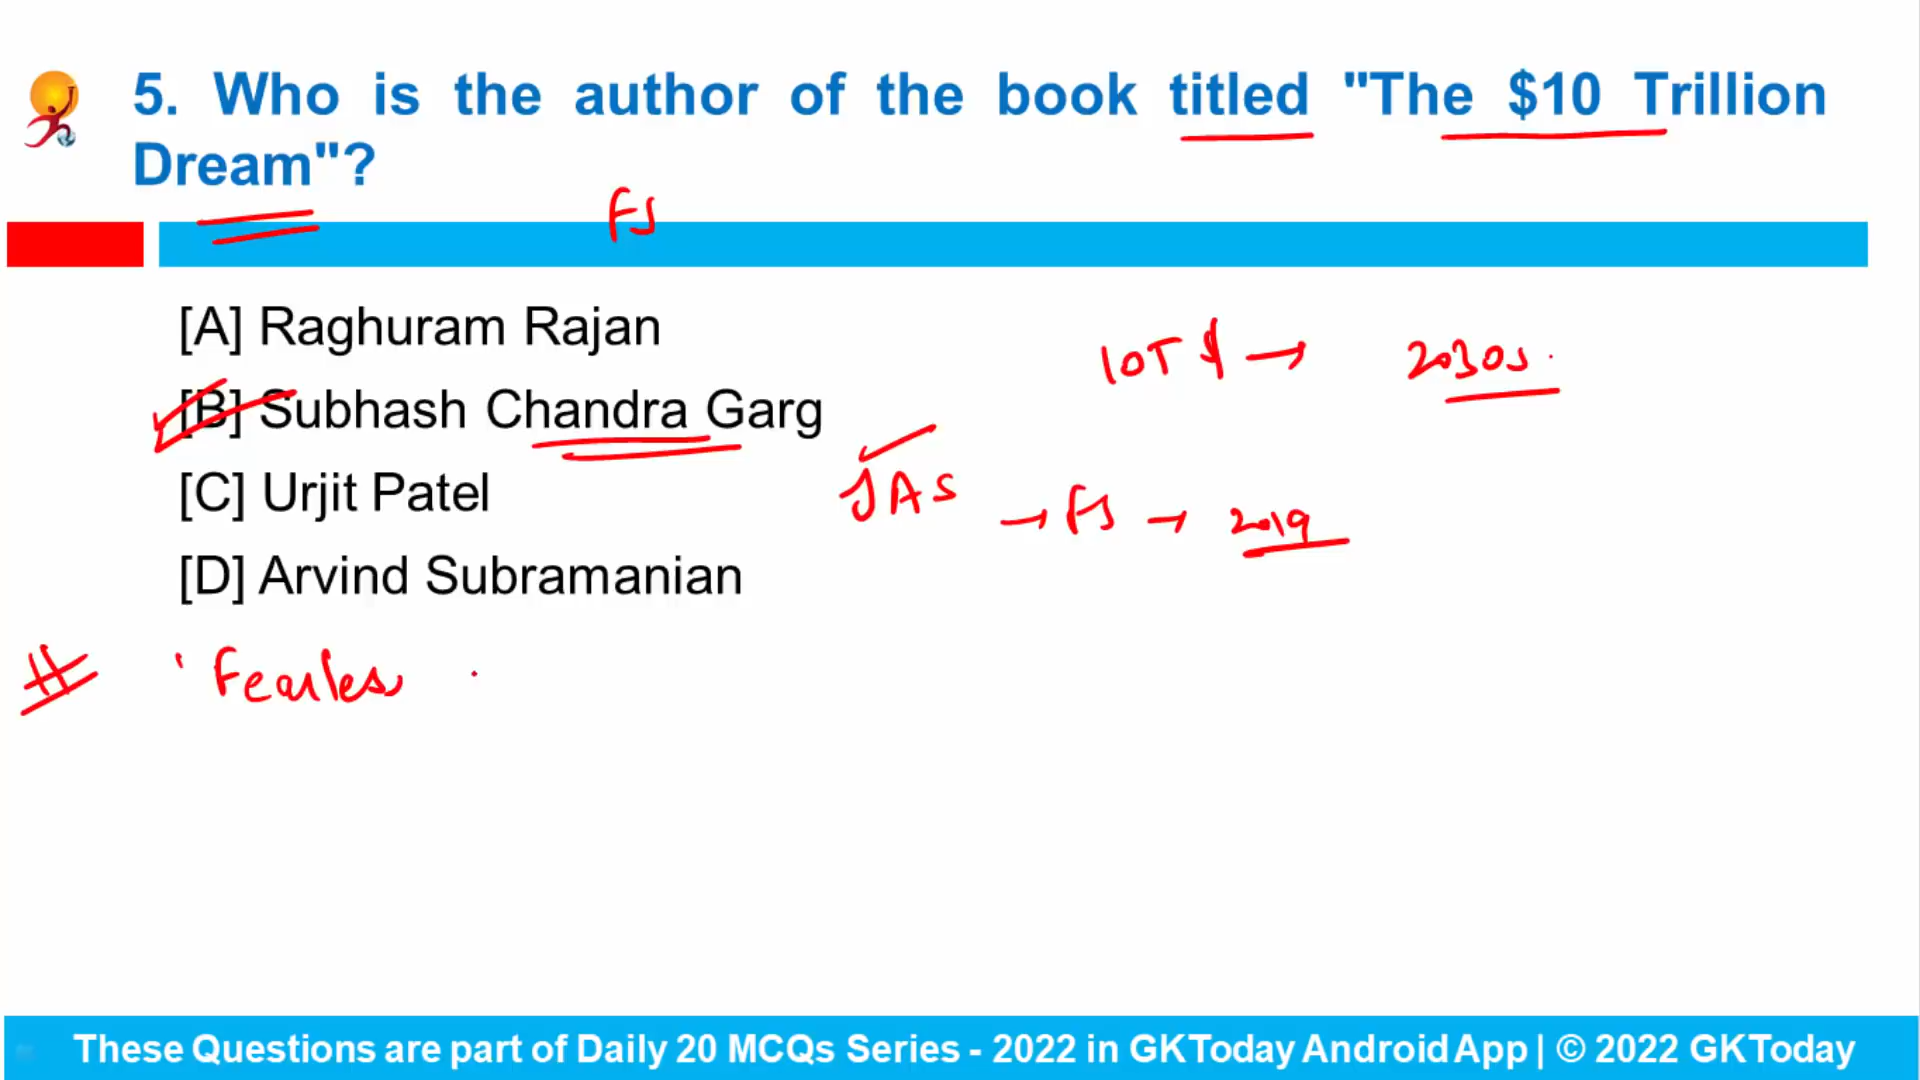 5. Who is the author of the book titled "The $10 Trillion
Dream"?
FS
[A] Raghuram Rajan
10T $ → 2030s.
[B] Subhash Chandra Garg
[C] Urjit Patel
IAS → FS → 2019
[D] Arvind Subramanian
# 'Fearless
These Questions are part of Daily 20 MCQs Series - 2022 in GKToday Android App | © 2022 GKToday